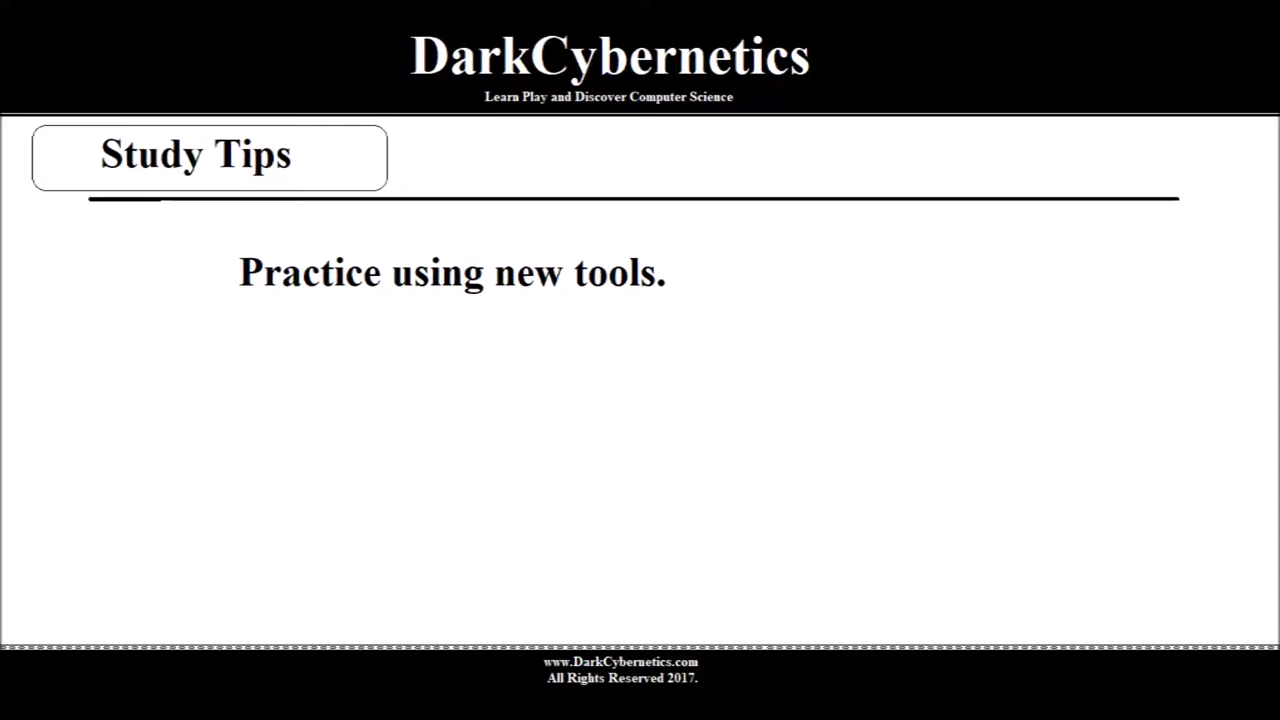 DarkCybernetics
Learn Play and Discover Computer Science
Study Tips
Practice using new tools.
www.DarkCybernetics.com
All Rights Reserved 2017.